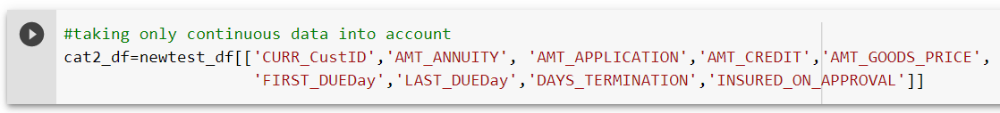 #taking only continuous data into account
cat2_df=newtest_df[['CURR_CustID','AMT_ANNUITY', 'AMT_APPLICATION','AMT_CREDIT','AMT_GOODS_PRICE',
'FIRST_DUEDay','LAST_DUEDay','DAYS_TERMINATION','INSURED_ON_APPROVAL']]